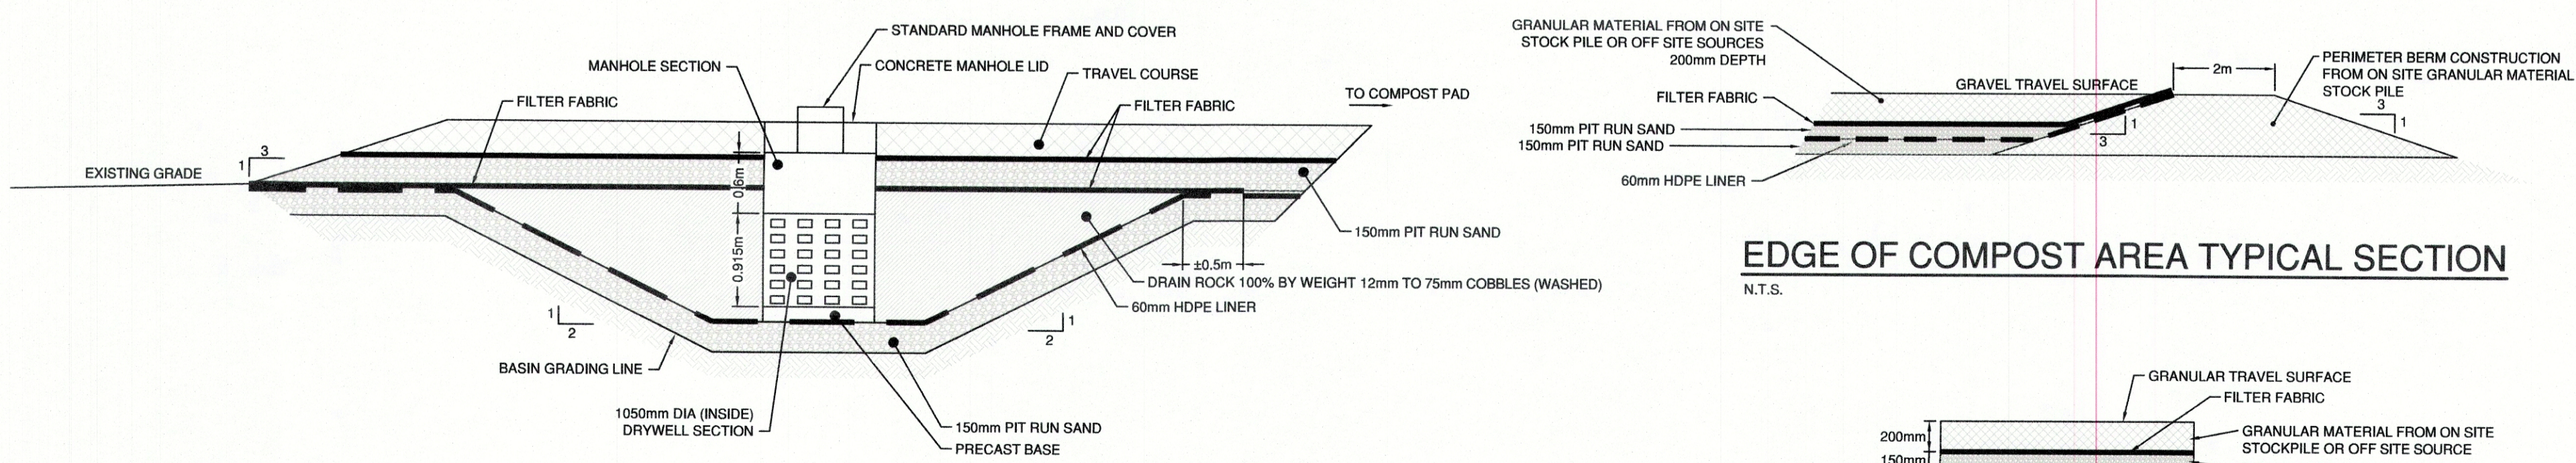 STANDARD MANHOLE FRAME AND COVER
MANHOLE SECTION
CONCRETE MANHOLE LID
TRAVEL COURSE
FILTER FABRIC
FILTER FABRIC
TO COMPOST PAD
3
1
EXISTING GRADE
0.6m
0.915m
150mm PIT RUN SAND
±0.5m
DRAIN ROCK 100% BY WEIGHT 12mm TO 75mm COBBLES (WASHED)
60mm HDPE LINER
1
2
1
2
BASIN GRADING LINE
1050mm DIA (INSIDE)
DRYWELL SECTION
150mm PIT RUN SAND
PRECAST BASE
GRANULAR MATERIAL FROM ON SITE
STOCK PILE OR OFF SITE SOURCES
200mm DEPTH
GRAVEL TRAVEL SURFACE
2m
PERIMETER BERM CONSTRUCTION
FROM ON SITE GRANULAR MATERIAL
STOCK PILE
3
1
FILTER FABRIC
150mm PIT RUN SAND
150mm PIT RUN SAND
1
3
60mm HDPE LINER
EDGE OF COMPOST AREA TYPICAL SECTION
N.T.S.
GRANULAR TRAVEL SURFACE
FILTER FABRIC
200mm
GRANULAR MATERIAL FROM ON SITE
STOCKPILE OR OFF SITE SOURCE
150mm